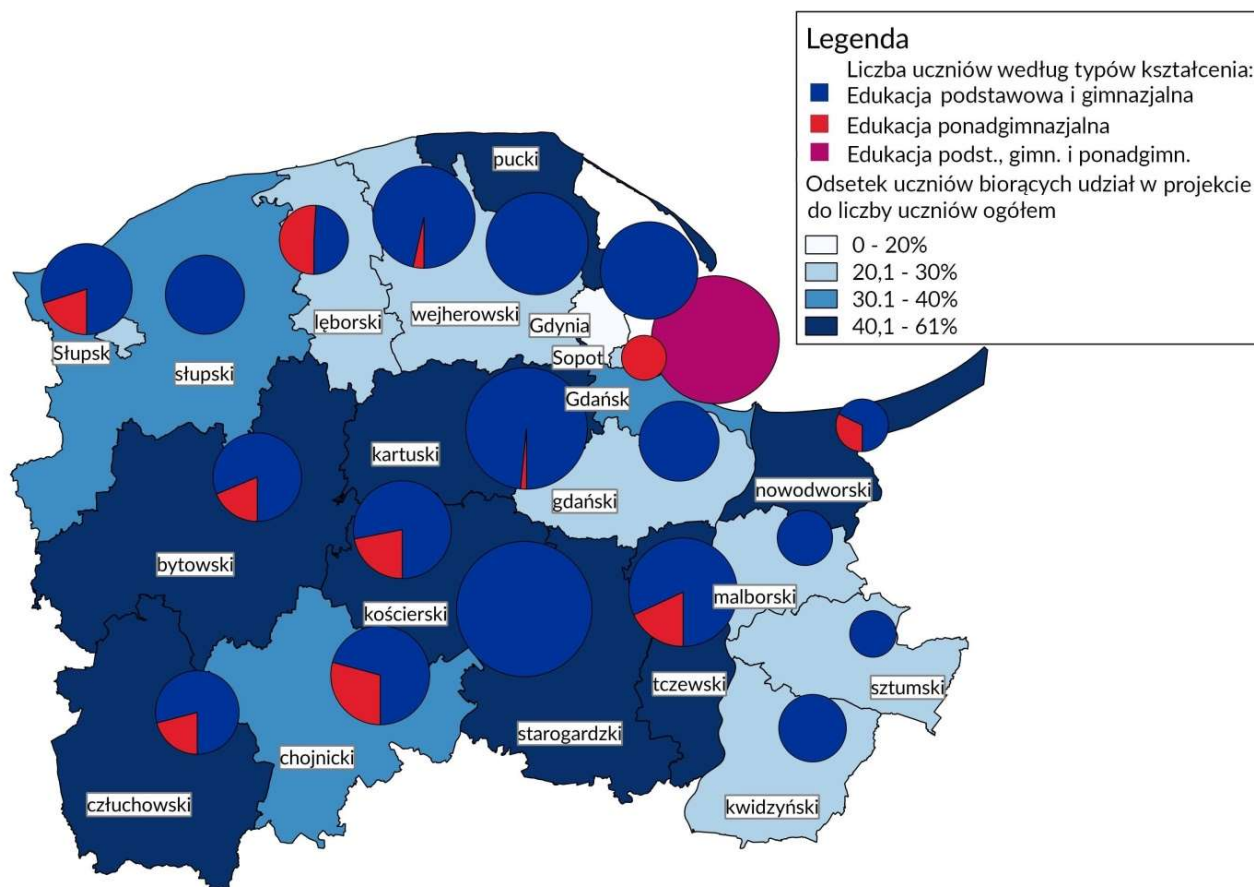 Legenda
Liczba uczniów według typów kształcenia:
Edukacja podstawowa i gimnazjalna
Edukacja ponadgimnazjalna
Edukacja podst., gimn. i ponadgimn.
Odsetek uczniów biorących udział w projekcie
do liczby uczniów ogółem
0 - 20%
20,1 - 30%
30.1 - 40%
40,1 - 61%
pucki
lęborski
wejherowski
Gdynia
Słupsk
słupski
Sopot
Gdańsk
kartuski
gdański
nowodworski
bytowski
kościerski
malborski
tczewski
sztumski
starogardzki
chojnicki
człuchowski
kwidzyński